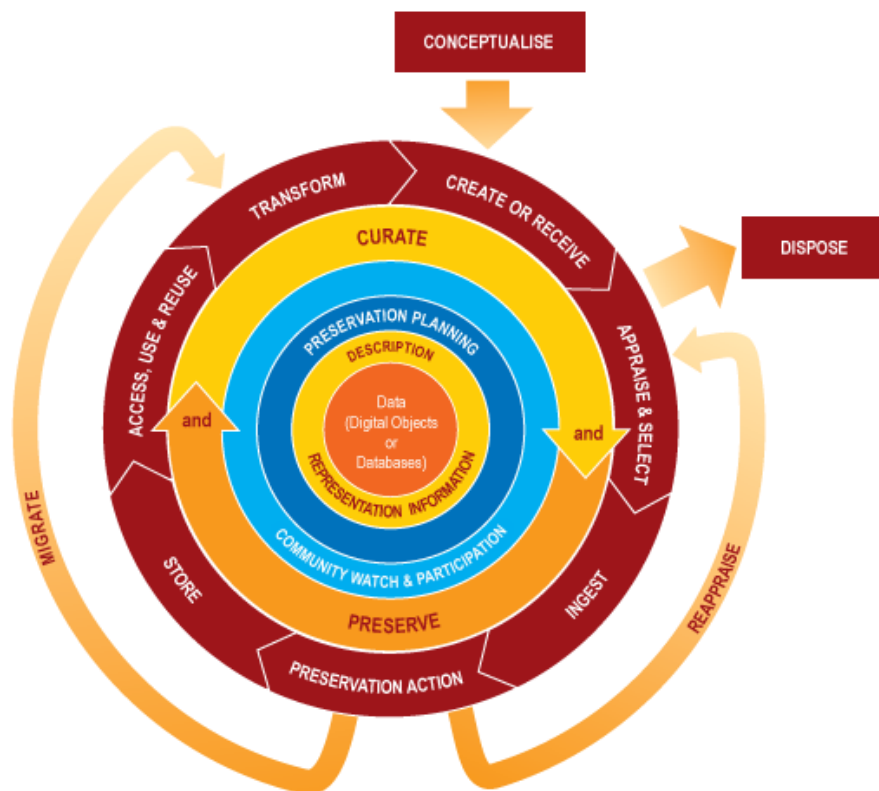 CONCEPTUALISE
CREATE OR RECEIVE
DISPOSE
APPRAISE & SELECT
INGEST
PRESERVATION ACTION
STORE
ACCESS, USE & REUSE
TRANSFORM
MIGRATE
REAPPRAISE
CURATE
and
PRESERVE
and
COMMUNITY WATCH & PARTICIPATION
PRESERVATION PLANNING
DESCRIPTION
REPRESENTATION INFORMATION
Data
(Digital Objects
or
Databases)